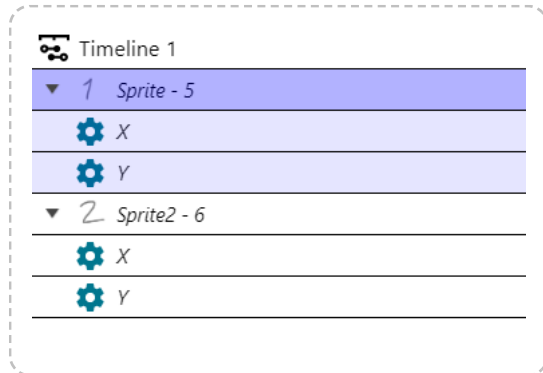 Timeline 1
1 Sprite - 5
X
Y
2 Sprite2 - 6
X
Y